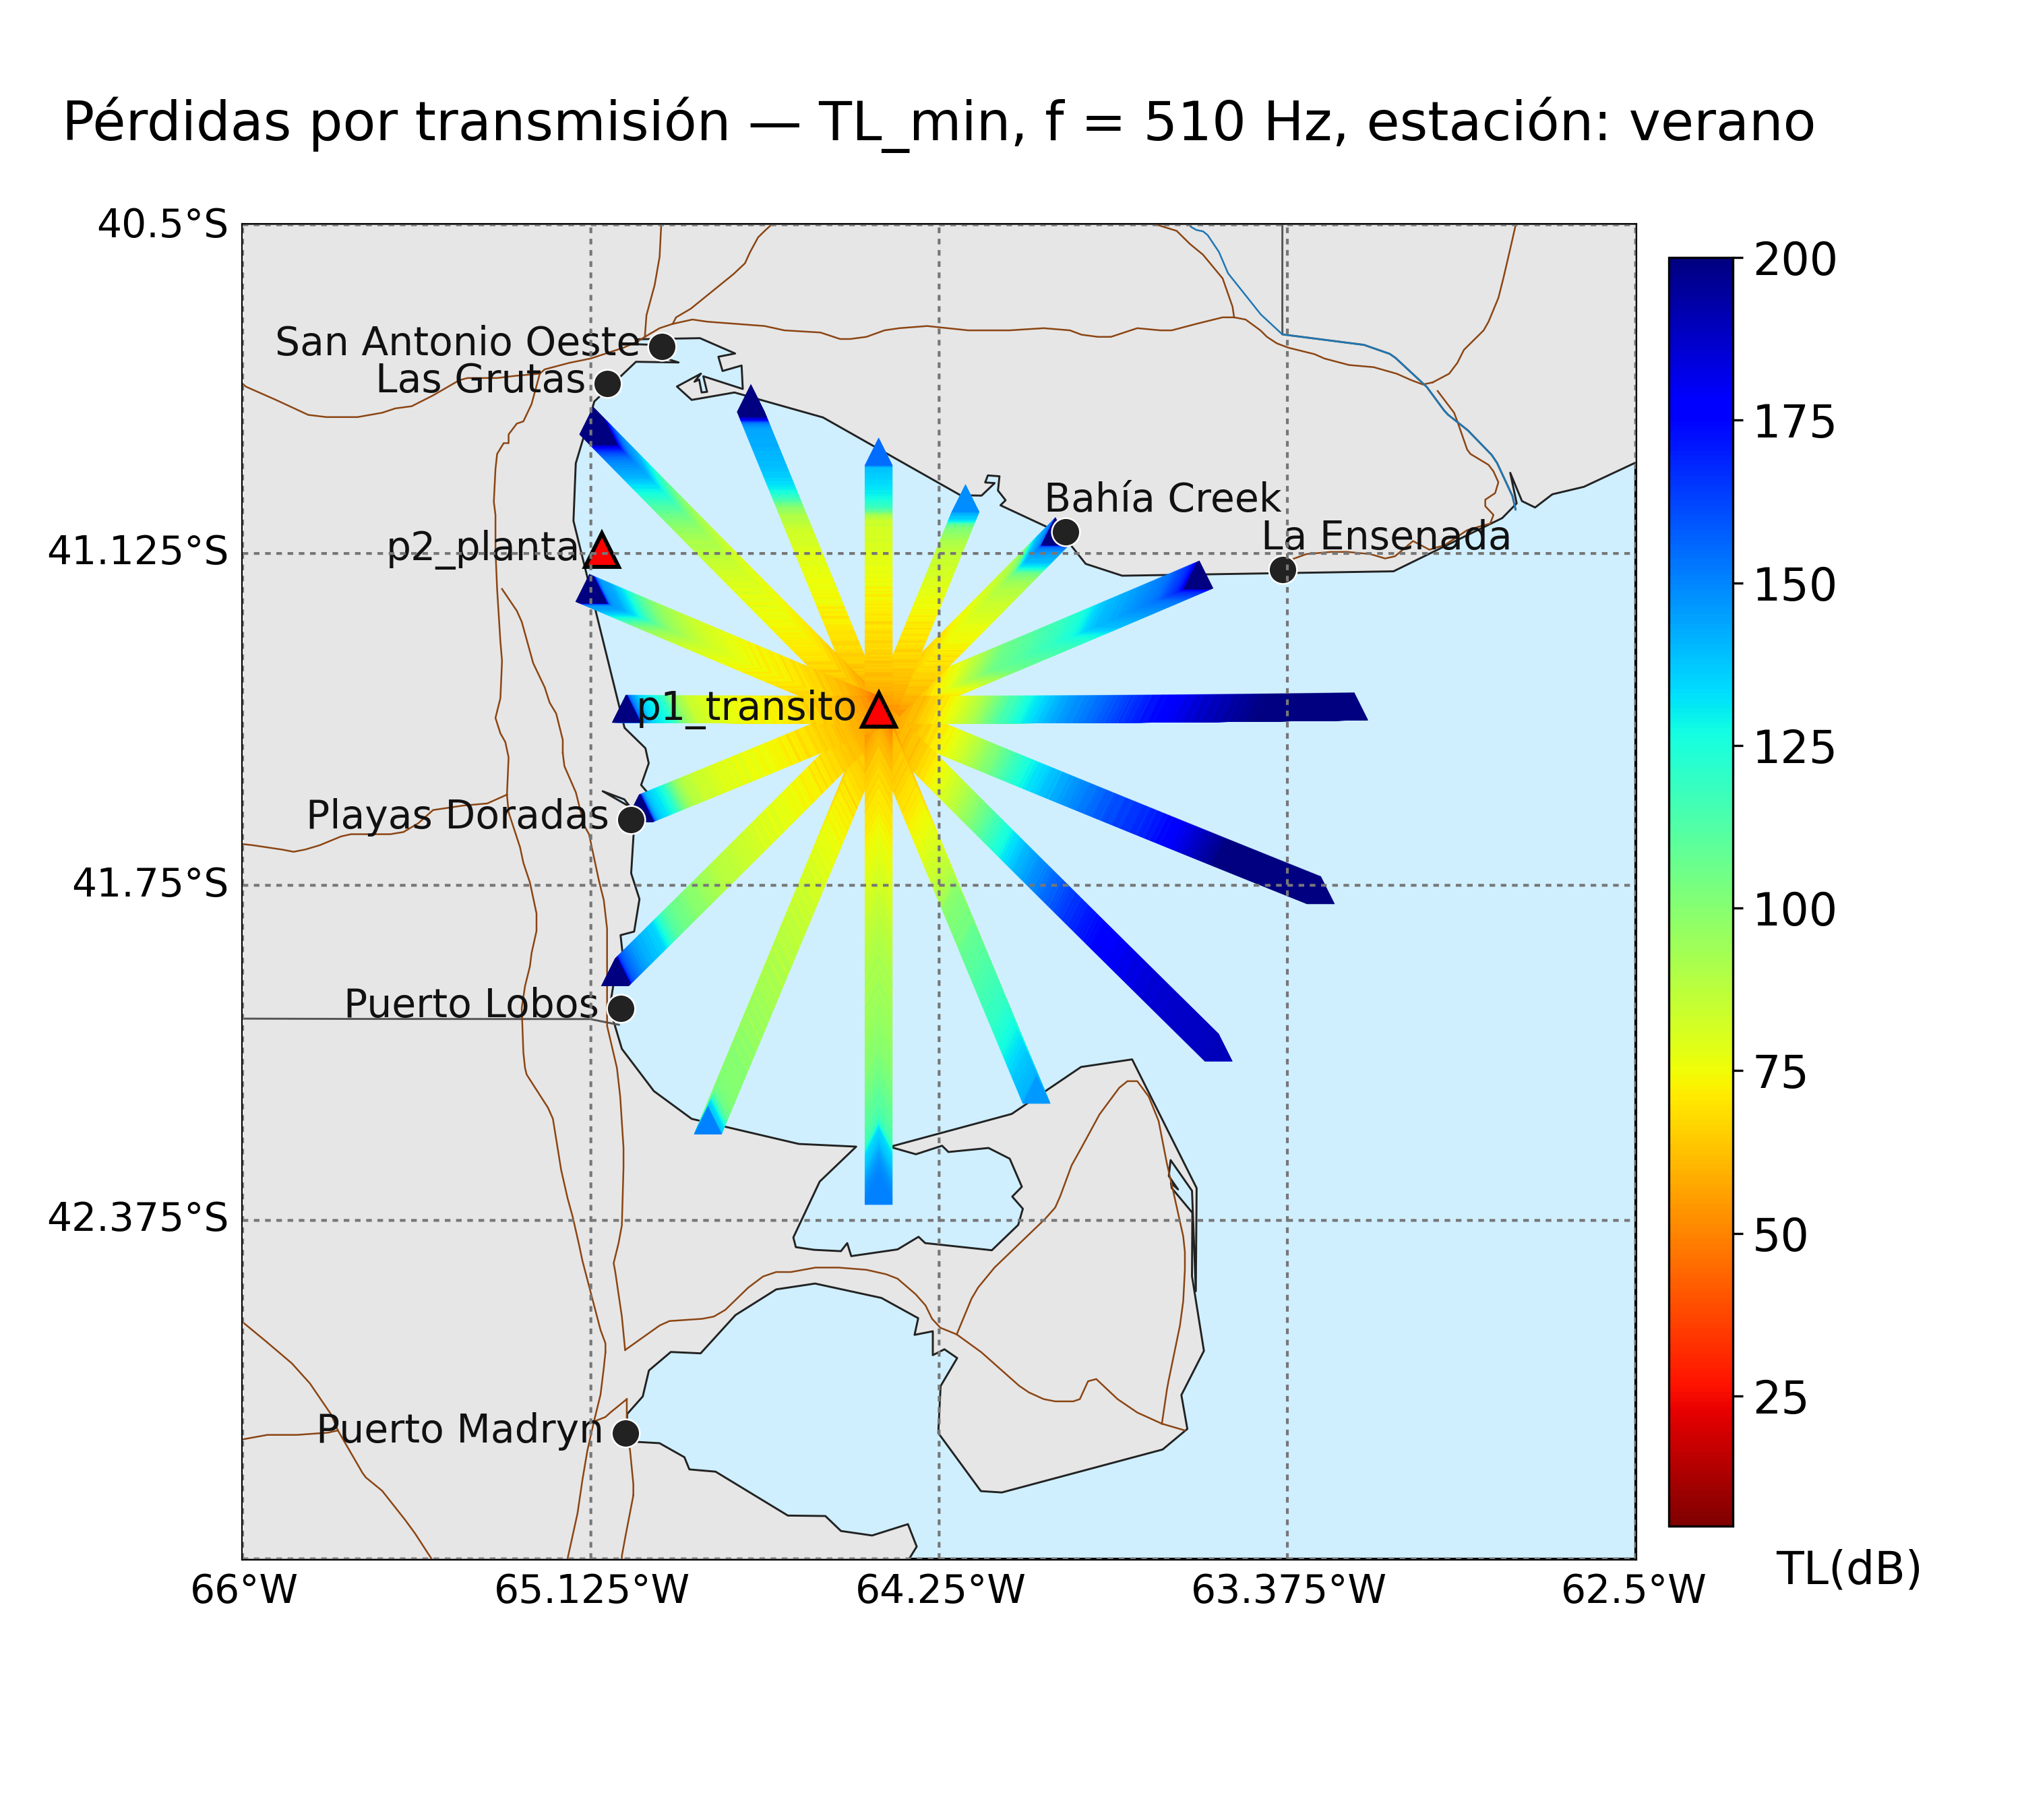 Pérdidas por transmisión — TL_min, f = 510 Hz, estación: verano
40.5°S
200
San Antonio Oeste
Las Grutas
175
Bahía Creek
La Ensenada
p2_planta
41.125°S
150
p1_transito
125
Playas Doradas
41.75°S
100
Puerto Lobos
75
42.375°S
50
25
Puerto Madryn
TL(dB)
66°W
65.125°W
64.25°W
63.375°W
62.5°W